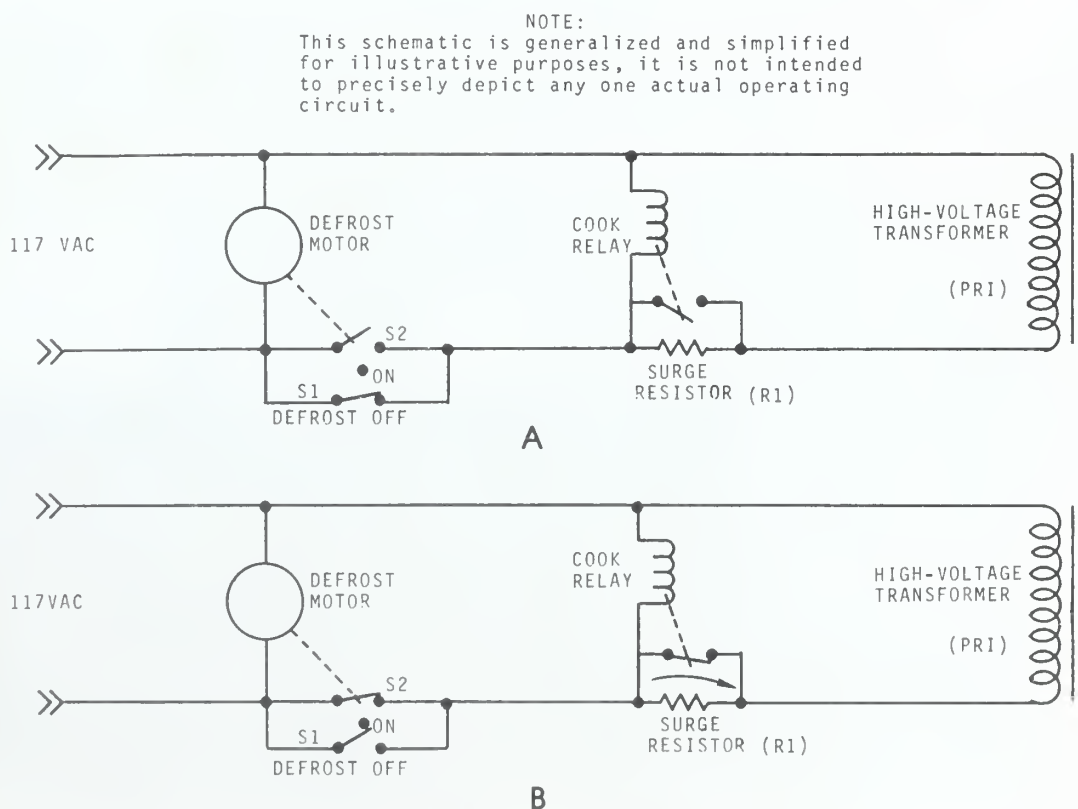 NOTE:
This schematic is generalized and simplified
for illustrative purposes, it is not intended
to precisely depict any one actual operating
circuit.
117 VAC
DEFROST
MOTOR
COOK
RELAY
HIGH-VOLTAGE
TRANSFORMER
(PRI)
S2
ON
S1
DEFROST OFF
SURGE
RESISTOR (R1)
A
117VAC
DEFROST
MOTOR
COOK
RELAY
HIGH-VOLTAGE
TRANSFORMER
(PRI)
S2
ON
S1
DEFROST OFF
SURGE
RESISTOR (R1)
B